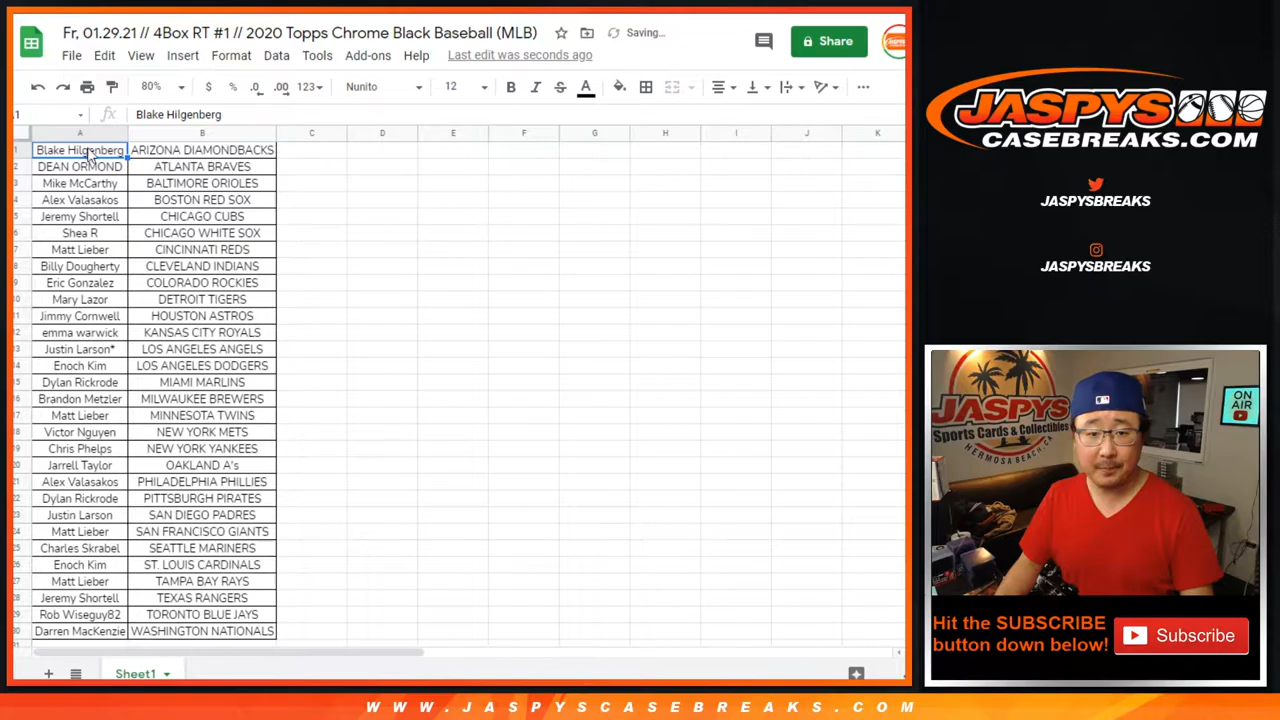 Fr, 01.29.21 // 4Box RT #1 // 2020 Topps Chrome Black Baseball (MLB)
Saving...
Share
File Edit View Insert Format Data Tools Add-ons Help Last edit was seconds ago
80% $ % .0 .00 123 Nunito 12 B I S A
1 fx Blake Hilgenberg
A B C D E F G H I J K
1 Blake Hilgenberg ARIZONA DIAMONDBACKS
2 DEAN ORMOND ATLANTA BRAVES
3 Mike McCarthy BALTIMORE ORIOLES
4 Alex Valasakos BOSTON RED SOX
5 Jeremy Shortell CHICAGO CUBS
6 Shea R CHICAGO WHITE SOX
7 Matt Lieber CINCINNATI REDS
8 Billy Dougherty CLEVELAND INDIANS
9 Eric Gonzalez COLORADO ROCKIES
10 Mary Lazor DETROIT TIGERS
11 Jimmy Cornwell HOUSTON ASTROS
12 emma warwick KANSAS CITY ROYALS
13 Justin Larson* LOS ANGELES ANGELS
14 Enoch Kim LOS ANGELES DODGERS
15 Dylan Rickrode MIAMI MARLINS
16 Brandon Metzler MILWAUKEE BREWERS
17 Matt Lieber MINNESOTA TWINS
18 Victor Nguyen NEW YORK METS
19 Chris Phelps NEW YORK YANKEES
20 Jarrell Taylor OAKLAND A's
21 Alex Valasakos PHILADELPHIA PHILLIES
22 Dylan Rickrode PITTSBURGH PIRATES
23 Justin Larson SAN DIEGO PADRES
24 Matt Lieber SAN FRANCISCO GIANTS
25 Charles Skrabel SEATTLE MARINERS
26 Enoch Kim ST. LOUIS CARDINALS
27 Matt Lieber TAMPA BAY RAYS
28 Jeremy Shortell TEXAS RANGERS
29 Rob Wiseguy82 TORONTO BLUE JAYS
30 Darren MacKenzie WASHINGTON NATIONALS
Sheet1
JASPYS
CASEBREAKS.COM
JASPYSBREAKS
JASPYSBREAKS
JASPYS
Sports Cards & Collectibles
HERMOSA BEACH, CA
ON
AIR
Hit the SUBSCRIBE
button down below!
Subscribe
WWW.JASPYSCASEBREAKS.COM